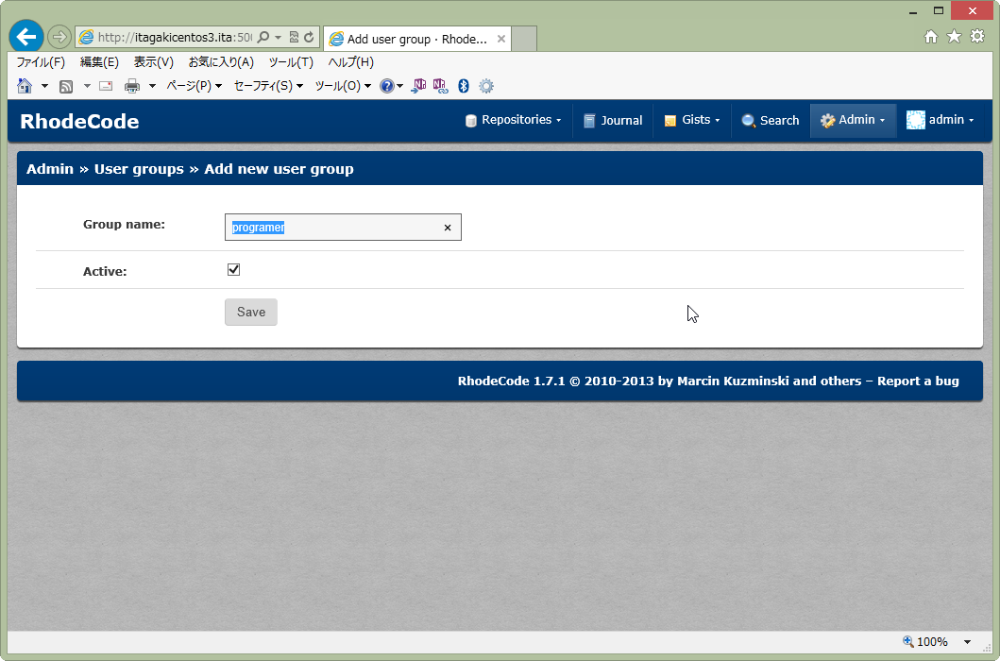 http://itagakicentos3.ita:500
Add user group · Rhode...
ファイル(F) 編集(E) 表示(V) お気に入り(A) ツール(T) ヘルプ(H)
ページ(P) セーフティ(S) ツール(O)
RhodeCode Repositories Journal Gists Search Admin admin
Admin » User groups » Add new user group
Group name: programer
Active:
Save
RhodeCode 1.7.1 © 2010-2013 by Marcin Kuzminski and others – Report a bug
100%